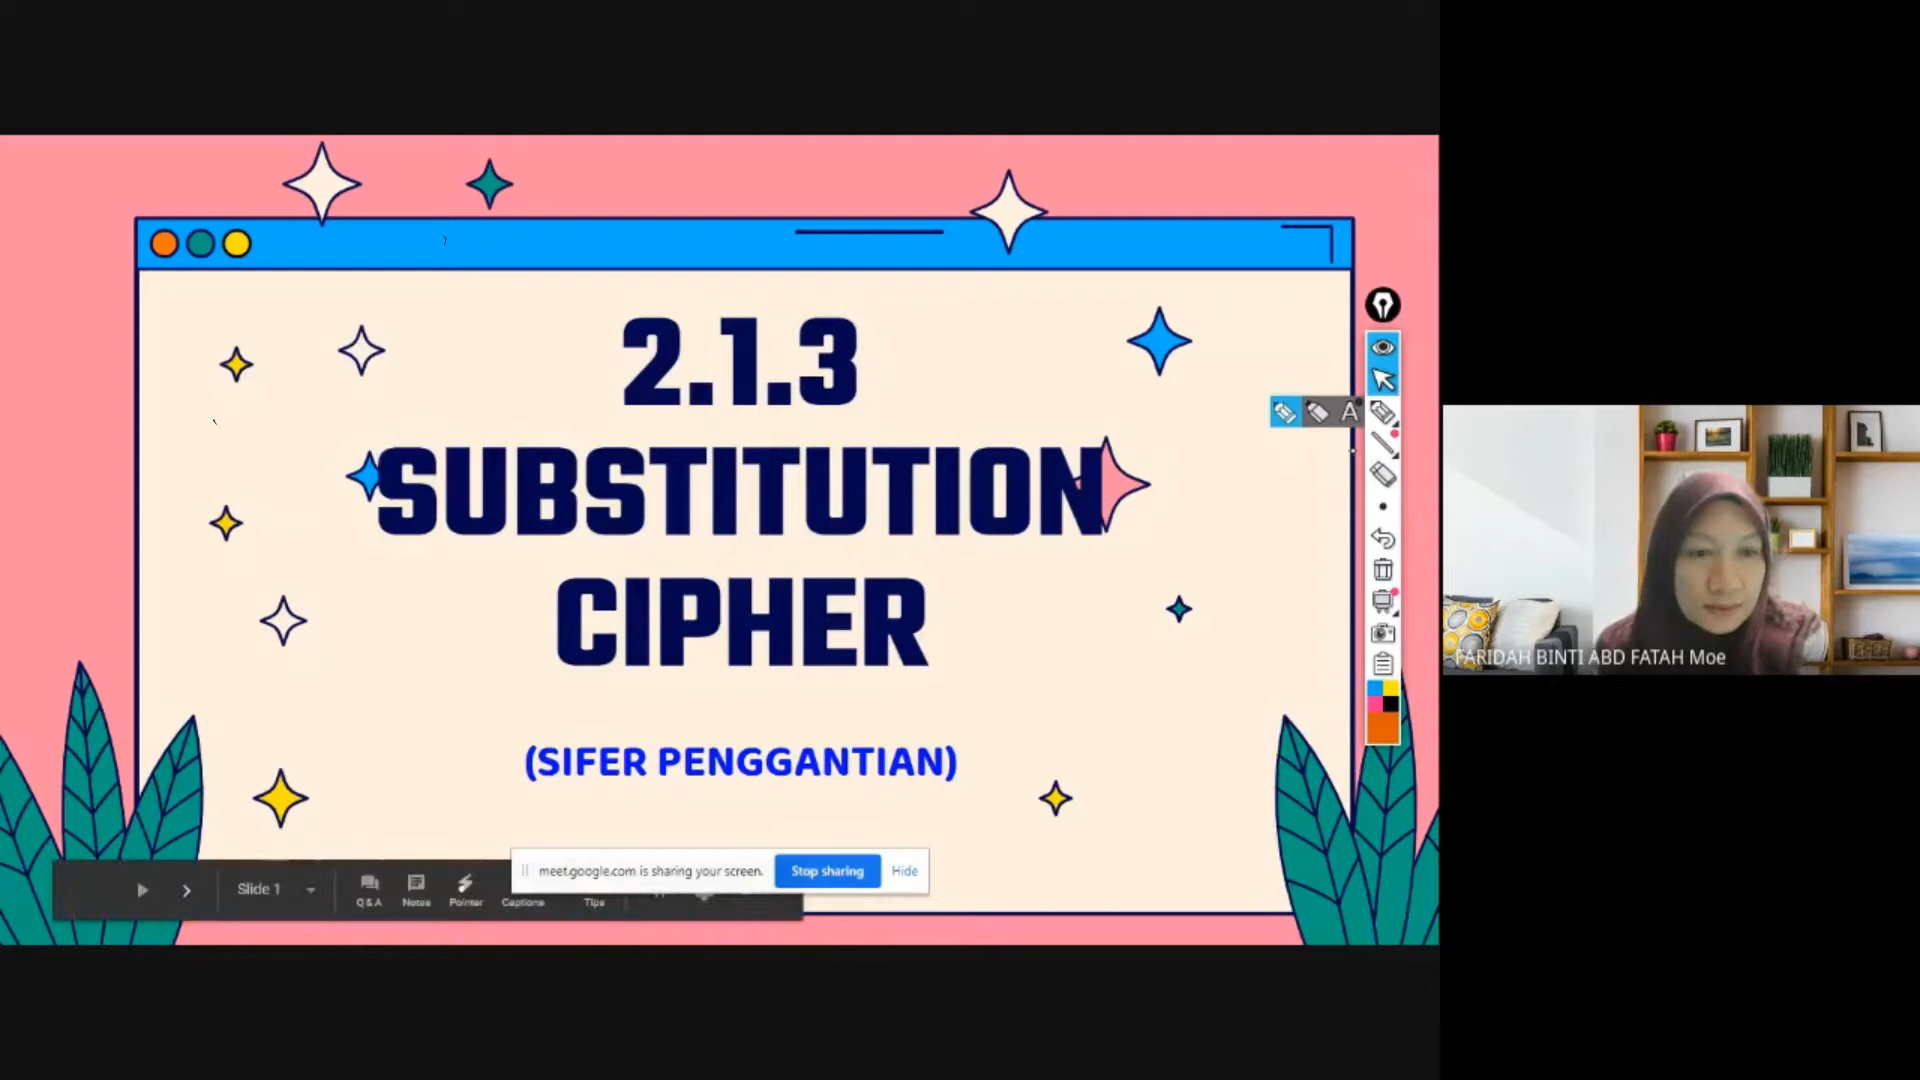 2.1.3
SUBSTITUTION
CIPHER
(SIFER PENGGANTIAN)
A
FARIDAH BINTI ABD FATAH Moe
meet.google.com is sharing your screen.
Stop sharing
Hide
Slide 1
Q & A
Notes
Pointer
Captions
Tips